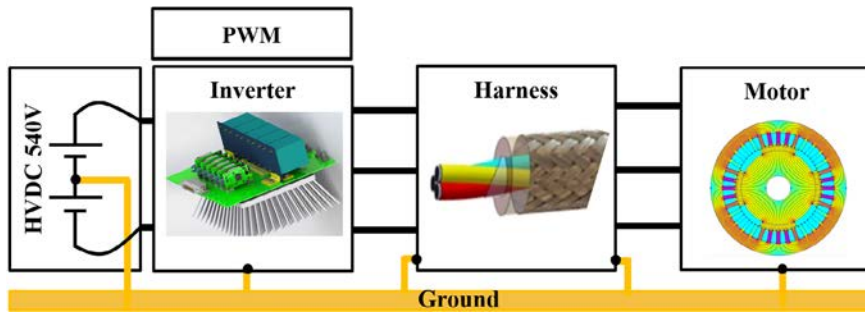 PWM
HVDC 540V
Inverter
Harness
Motor
Ground